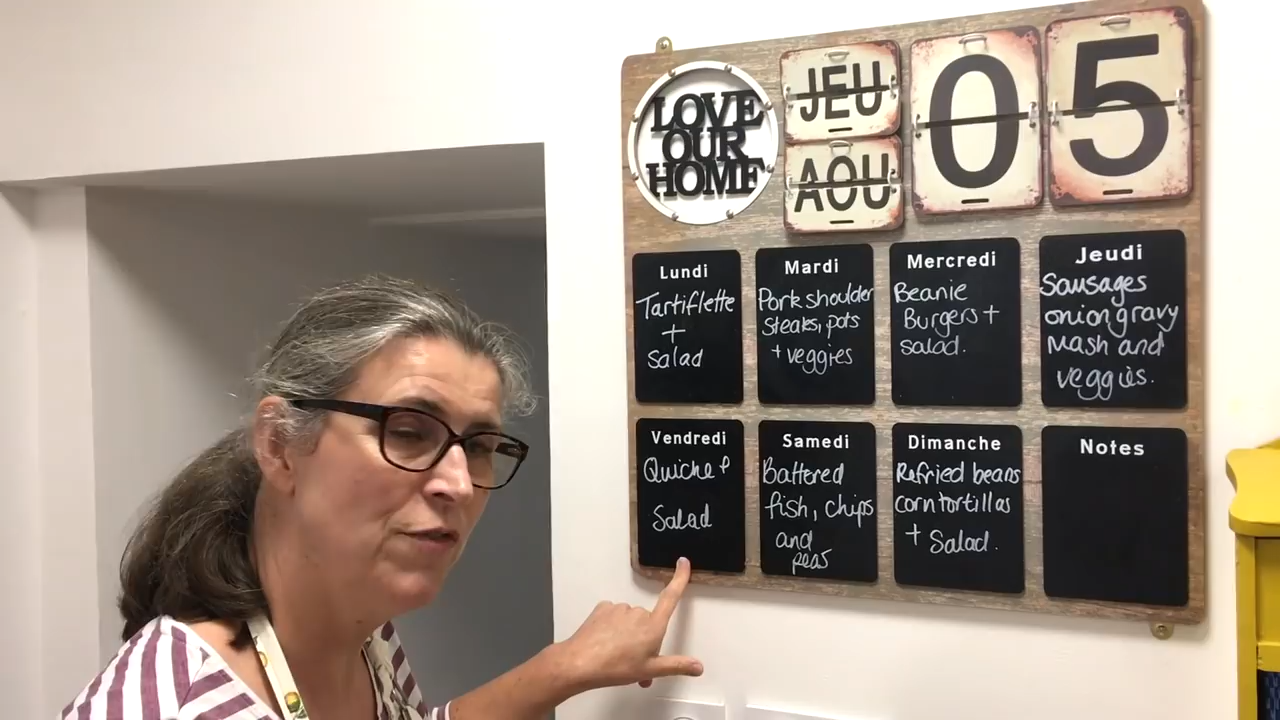 LOVE
OUR
HOME
JEU
AOU
05
Lundi
Tartiflette
+
Salad
Mardi
Pork shoulder
Steaks, pots
+ veggies
Mercredi
Beanie
Burgers +
salad.
Jeudi
Sausages
onion gravy
Mash and
veggies.
Vendredi
Quiche &
Salad
Samedi
Battered
fish, chips
and
peas
Dimanche
Refried beans
corn tortillas
+ Salad.
Notes